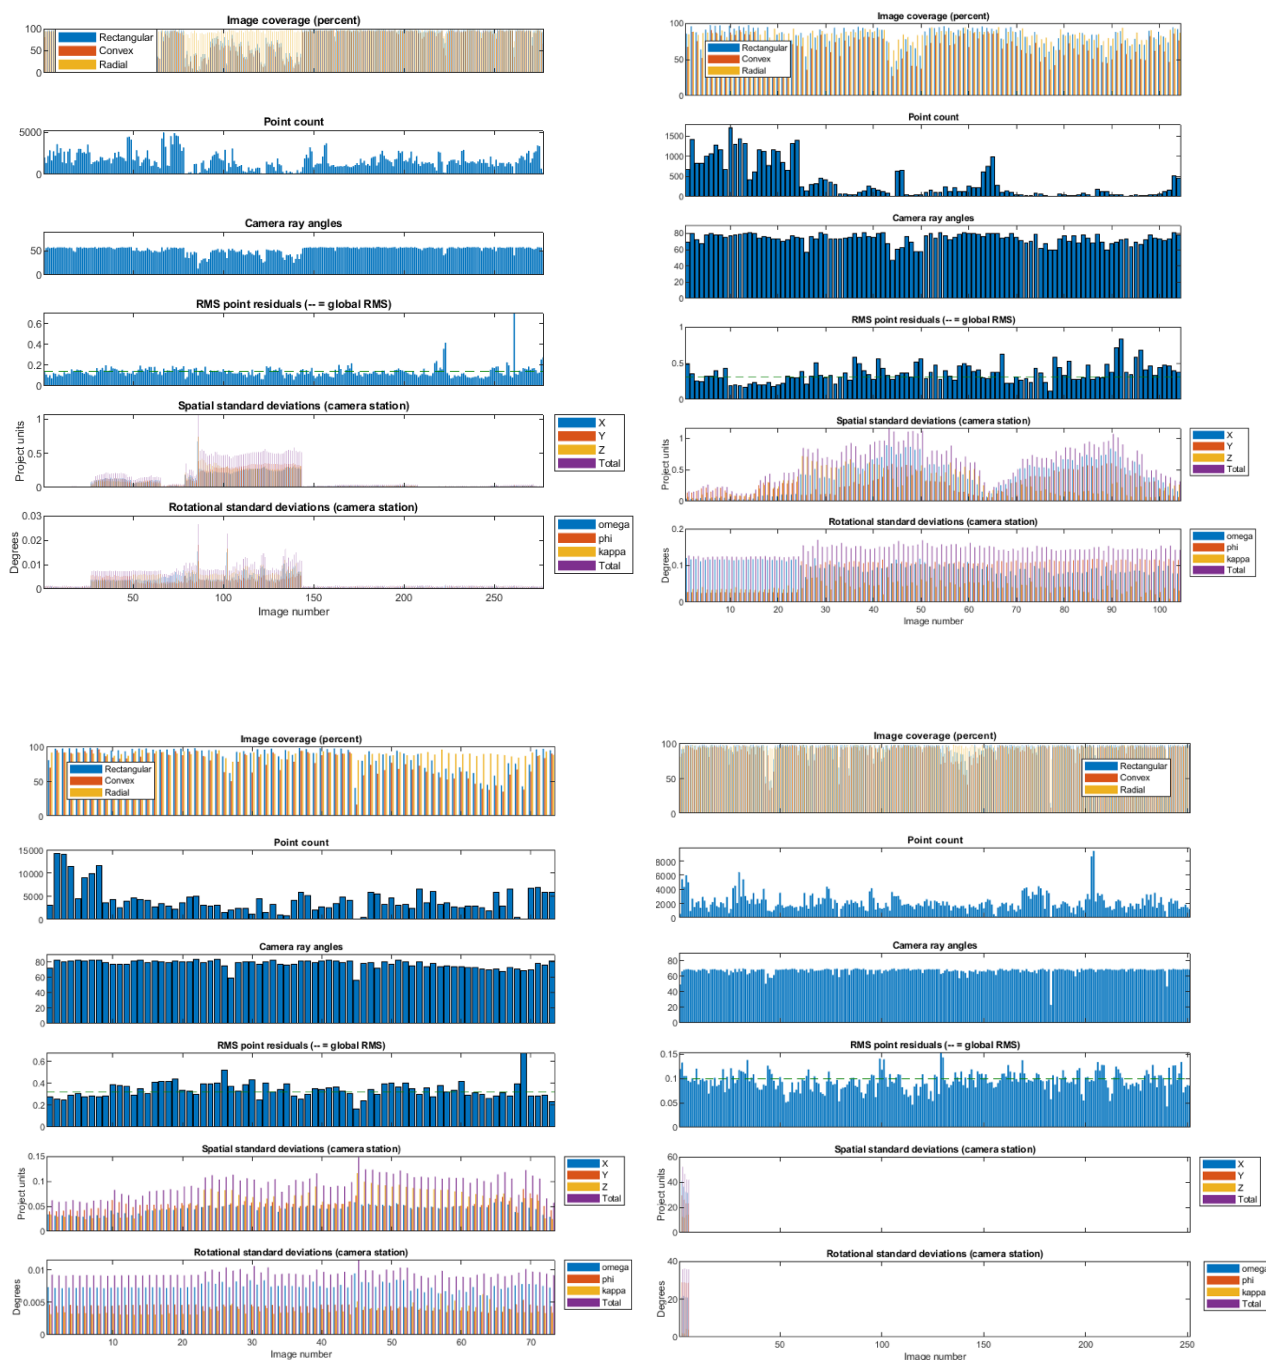 Image coverage (percent)
100
50
0
Rectangular
Convex
Radial
Point count
5000
0
Camera ray angles
50
0
RMS point residuals (-- = global RMS)
0.6
0.4
0.2
0
Spatial standard deviations (camera station)
Project units
1
0.5
0
X
Y
Z
Total
Rotational standard deviations (camera station)
Degrees
0.03
0.02
0.01
0
omega
phi
kappa
Total
50 100 150 200 250
Image number
Image coverage (percent)
100
50
0
Rectangular
Convex
Radial
Point count
1500
1000
500
0
Camera ray angles
80
60
40
20
0
RMS point residuals (-- = global RMS)
1
0.5
0
Spatial standard deviations (camera station)
Project units
1
0.5
0
X
Y
Z
Total
Rotational standard deviations (camera station)
Degrees
0.2
0.1
0
omega
phi
kappa
Total
10 20 30 40 50 60 70 80 90 100
Image number
Image coverage (percent)
100
50
0
Rectangular
Convex
Radial
Point count
15000
10000
5000
0
Camera ray angles
80
60
40
20
0
RMS point residuals (-- = global RMS)
0.6
0.4
0.2
0
Spatial standard deviations (camera station)
Project units
0.15
0.1
0.05
0
X
Y
Z
Total
Rotational standard deviations (camera station)
Degrees
0.01
0.005
0
omega
phi
kappa
Total
10 20 30 40 50 60 70
Image number
Image coverage (percent)
100
50
0
Rectangular
Convex
Radial
Point count
8000
6000
4000
2000
0
Camera ray angles
80
60
40
20
0
RMS point residuals (-- = global RMS)
0.15
0.1
0.05
0
Spatial standard deviations (camera station)
Project units
60
40
20
0
X
Y
Z
Total
Rotational standard deviations (camera station)
Degrees
40
20
0
omega
phi
kappa
Total
50 100 150 200 250
Image number